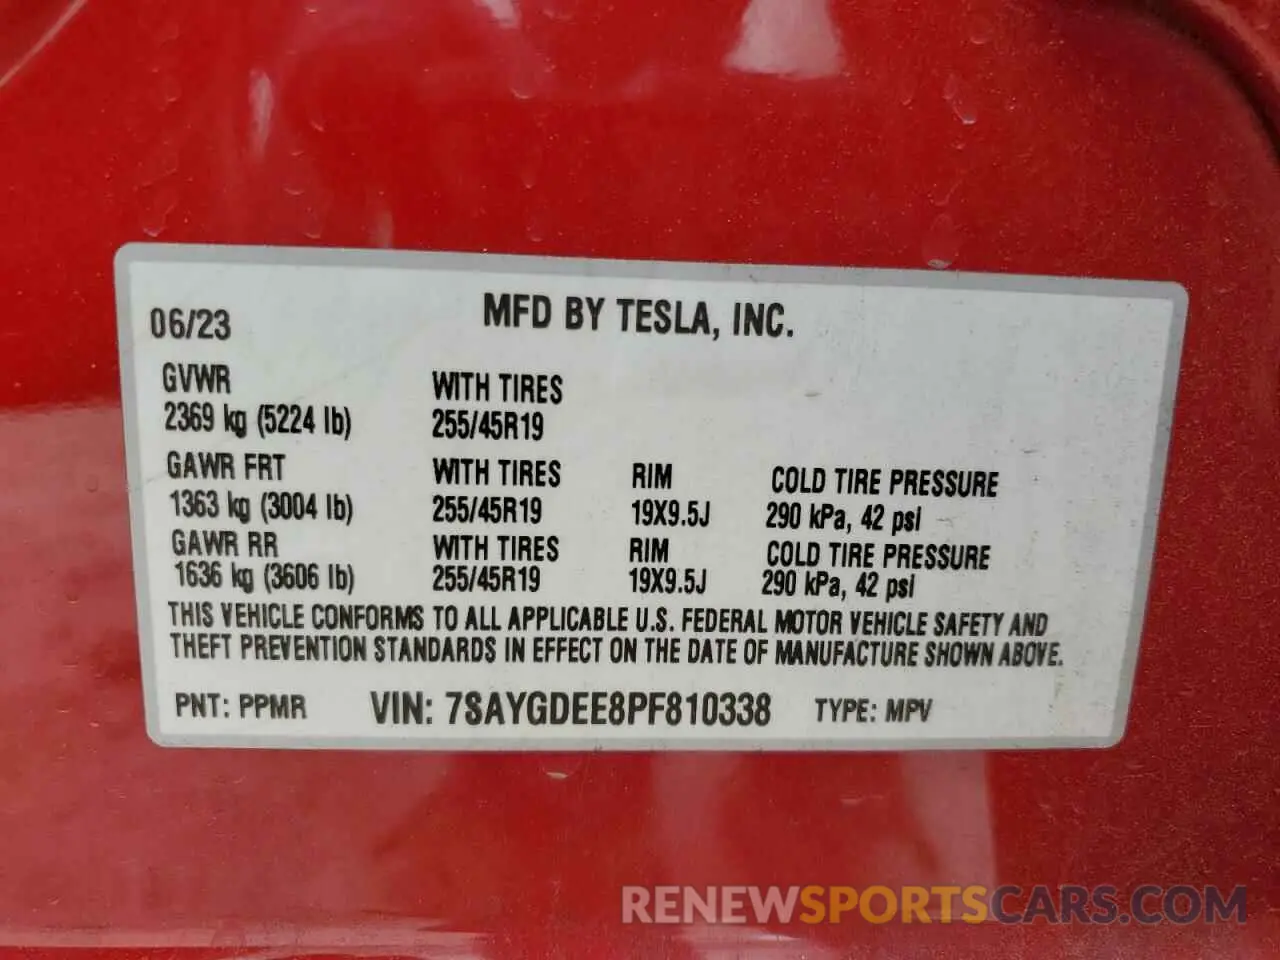 06/23 MFD BY TESLA, INC.
GVWR WITH TIRES
2369 kg (5224 lb) 255/45R19
GAWR FRT WITH TIRES RIM COLD TIRE PRESSURE
1363 kg (3004 lb) 255/45R19 19X9.5J 290 kPa, 42 psi
GAWR RR WITH TIRES RIM COLD TIRE PRESSURE
1636 kg (3606 lb) 255/45R19 19X9.5J 290 kPa, 42 psi
THIS VEHICLE CONFORMS TO ALL APPLICABLE U.S. FEDERAL MOTOR VEHICLE SAFETY AND
THEFT PREVENTION STANDARDS IN EFFECT ON THE DATE OF MANUFACTURE SHOWN ABOVE.
PNT: PPMR VIN: 7SAYGDEE8PF810338 TYPE: MPV
RENEWSPORTSCARS.COM